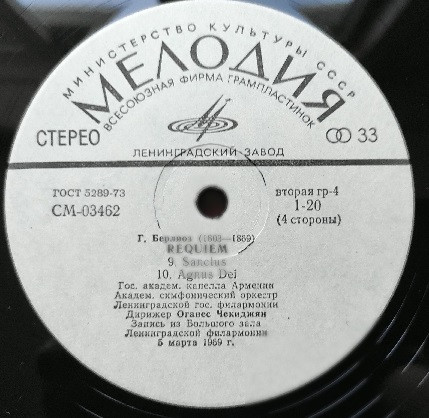 МИНИСТЕРСТВО КУЛЬТУРЫ СССР
МЕЛОДИЯ
ВСЕСОЮЗНАЯ ФИРМА ГРАМПЛАСТИНОК
СТЕРЕО
33
ЛЕНИНГРАДСКИЙ ЗАВОД
ГОСТ 5289-73
СМ-03462
вторая гр-4
1-20
(4 стороны)
Г. Берлиоз (1803—1869)
REQUIEM
9. Sanctus
10. Agnus Dei
Гос. академ. капелла Армении
Академ. симфонический оркестр
Ленинградской гос. филармонии
Дирижер Оганес Чекиджян
Запись из Большого зала
Ленинградской филармонии
5 марта 1969 г.